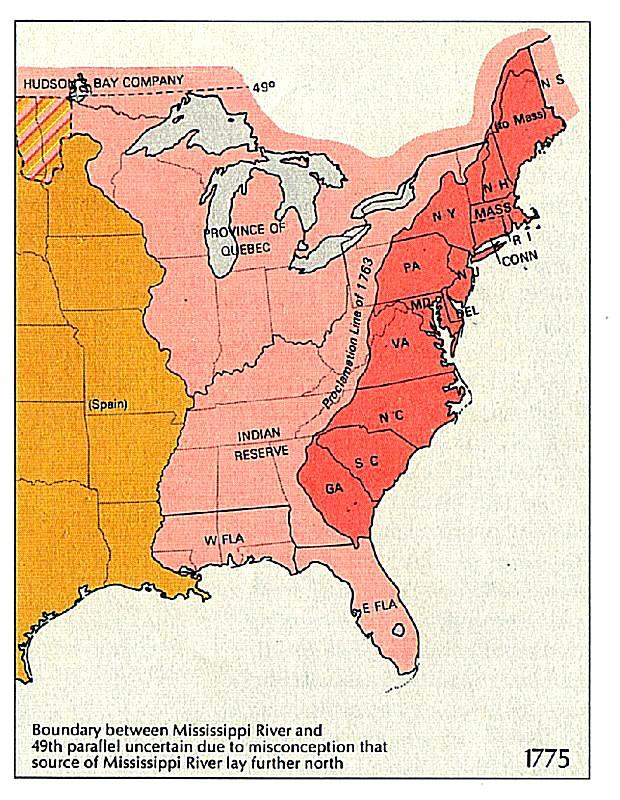 HUDSON BAY COMPANY
49º
N S
(to Mass)
N H
N Y
MASS
R I
CONN
PROVINCE OF
QUEBEC
PA
N J
MD
DEL
Proclamation Line of 1763
VA
(Spain)
N C
INDIAN
RESERVE
S C
GA
W FLA
E FLA
Boundary between Mississippi River and
49th parallel uncertain due to misconception that
source of Mississippi River lay further north
1775